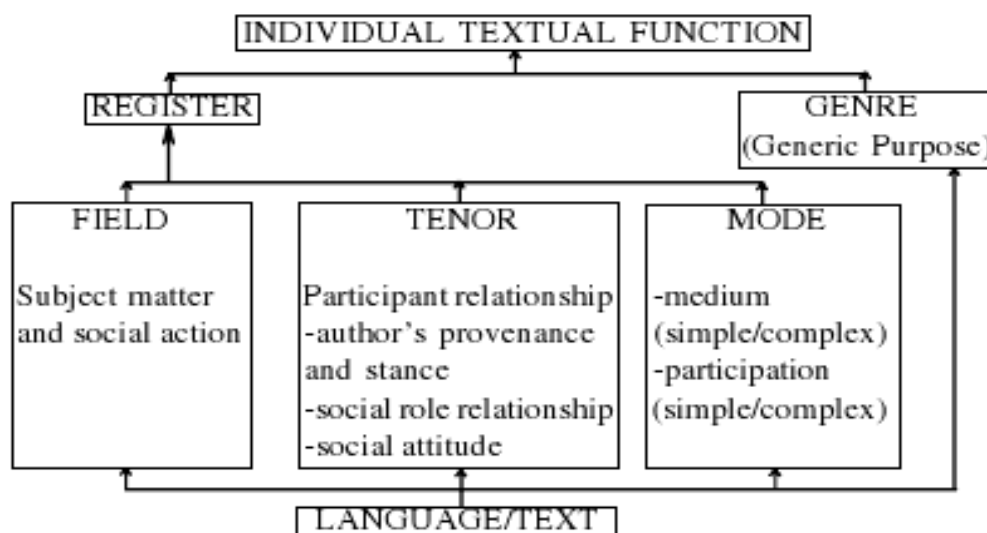 INDIVIDUAL TEXTUAL FUNCTION
REGISTER
GENRE
(Generic Purpose)
FIELD
Subject matter
and social action
TENOR
Participant relationship
-author's provenance
and stance
-social role relationship
-social attitude
MODE
-medium
(simple/complex)
-participation
(simple/complex)
LANGUAGE/TEXT